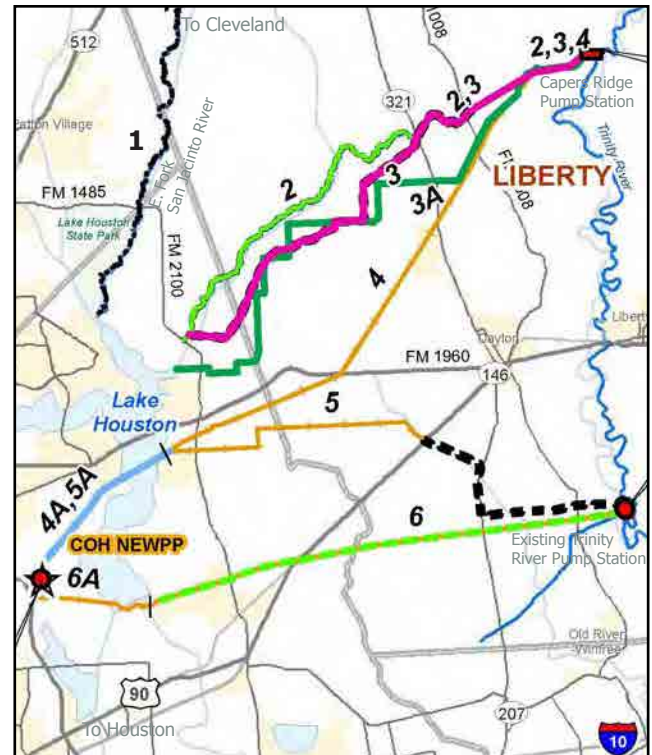 To Cleveland
512
1008
2,3,4
Capers Ridge
Pump Station
2,3
321
Patton Village
1
E. Fork
San Jacinto River
Trinity River
FM 1485
2
3
LIBERTY
3A
Lake Houston
State Park
FM 2100
4
Liberty
Dayton
FM 1960
146
Lake
Houston
5
4A, 5A
COH NEWPP
6
Existing Trinity
River Pump Station
6A
Old River-
Winfree
90
To Houston
207
10